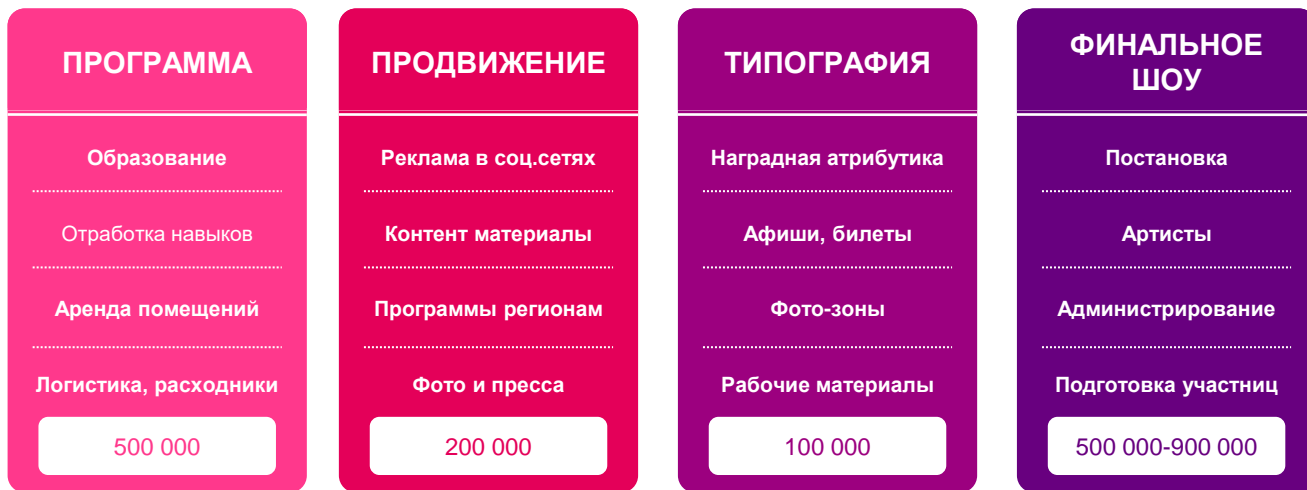 ПРОГРАММА
Образование
Отработка навыков
Аренда помещений
Логистика, расходники
500 000
ПРОДВИЖЕНИЕ
Реклама в соц.сетях
Контент материалы
Программы регионам
Фото и пресса
200 000
ТИПОГРАФИЯ
Наградная атрибутика
Афиши, билеты
Фото-зоны
Рабочие материалы
100 000
ФИНАЛЬНОЕ
ШОУ
Постановка
Артисты
Администрирование
Подготовка участниц
500 000-900 000